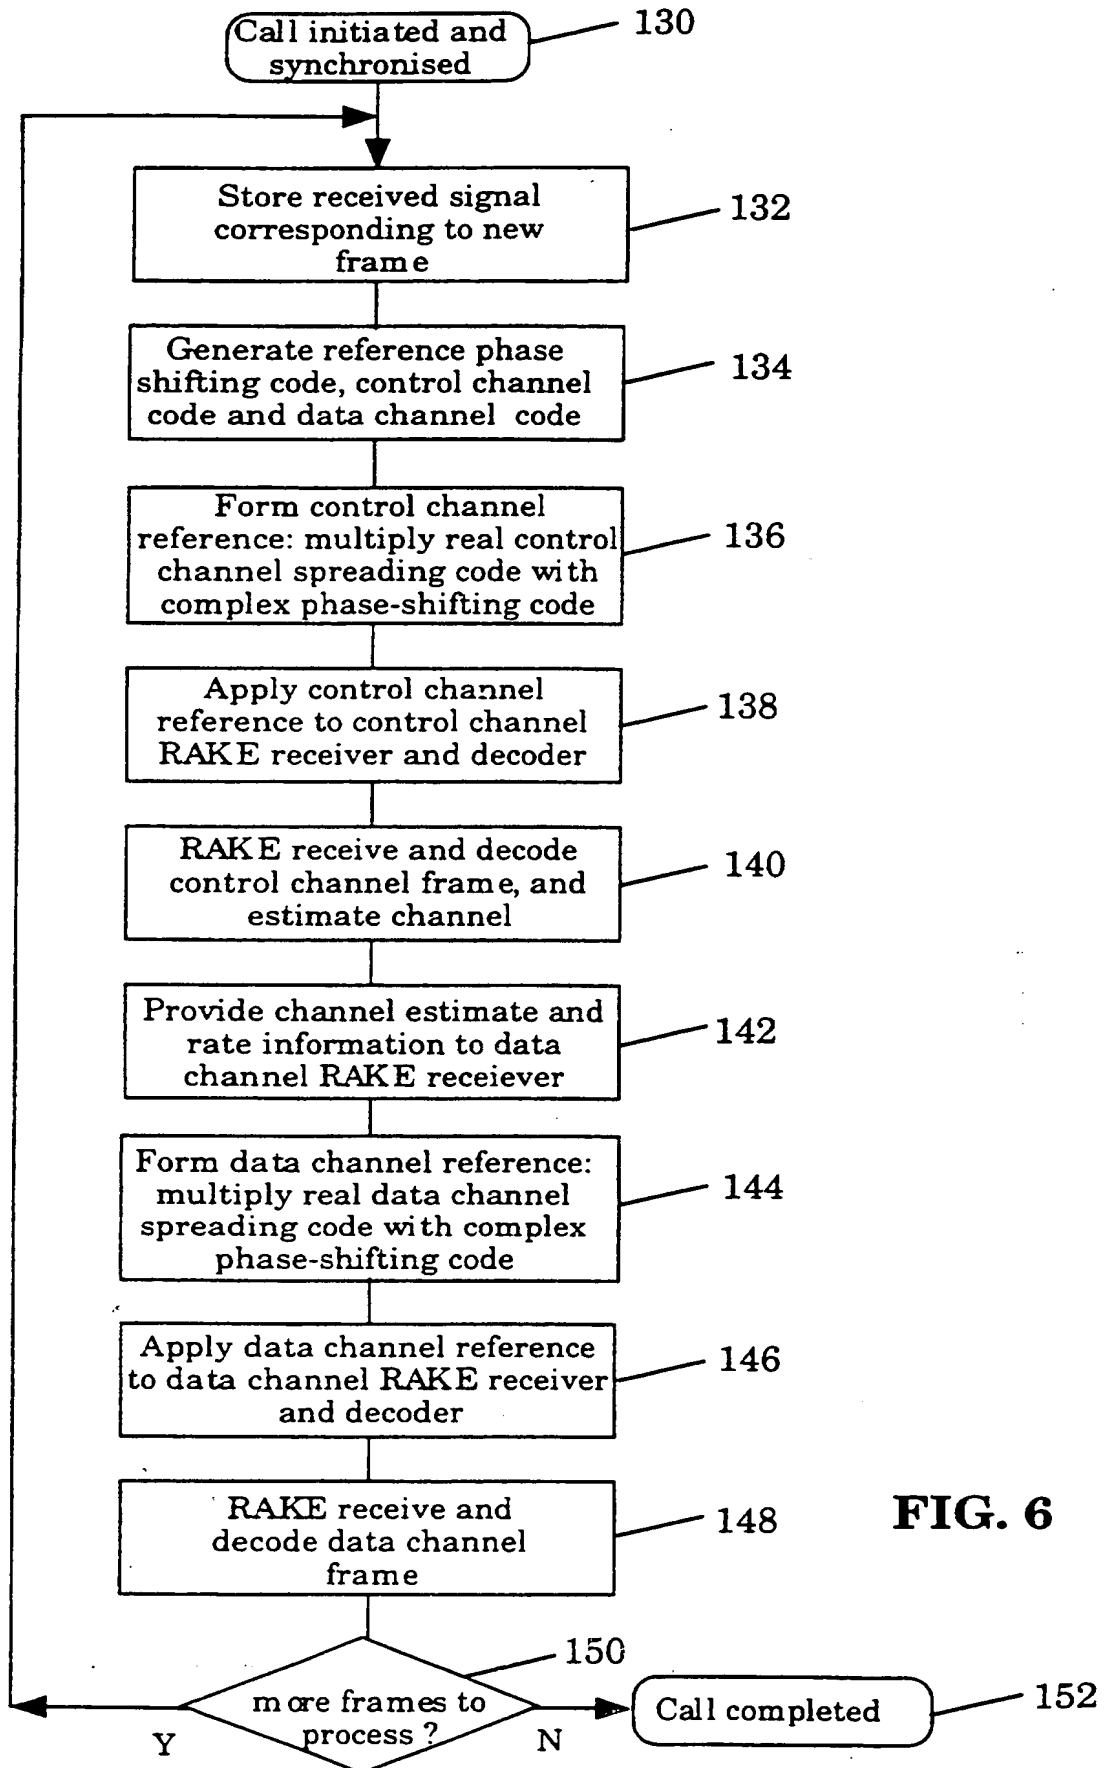 Call initiated and
synchronised
130
Store received signal
corresponding to new
frame
132
Generate reference phase
shifting code, control channel
code and data channel code
134
Form control channel
reference: multiply real control
channel spreading code with
complex phase-shifting code
136
Apply control channel
reference to control channel
RAKE receiver and decoder
138
RAKE receive and decode
control channel frame, and
estimate channel
140
Provide channel estimate and
rate information to data
channel RAKE receiever
142
Form data channel reference:
multiply real data channel
spreading code with complex
phase-shifting code
144
Apply data channel reference
to data channel RAKE receiver
and decoder
146
RAKE receive and
decode data channel
frame
148
FIG. 6
more frames to
process ?
150
Y
N
Call completed
152